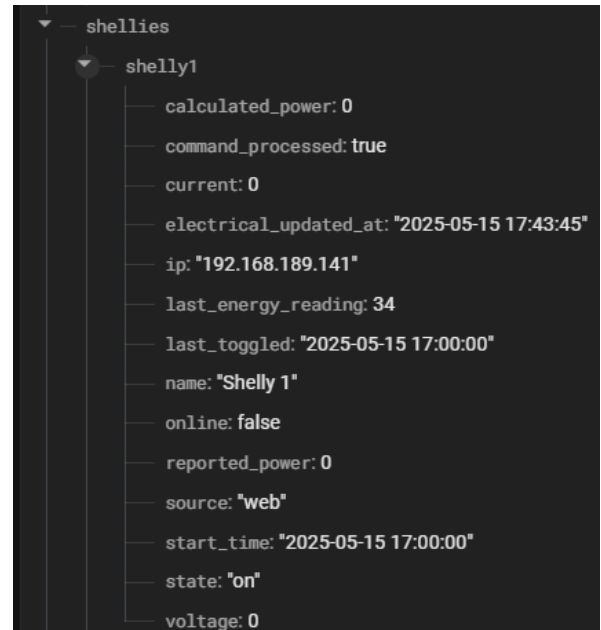 shellies
shelly1
calculated_power: 0
command_processed: true
current: 0
electrical_updated_at: "2025-05-15 17:43:45"
ip: "192.168.189.141"
last_energy_reading: 34
last_toggled: "2025-05-15 17:00:00"
name: "Shelly 1"
online: false
reported_power: 0
source: "web"
start_time: "2025-05-15 17:00:00"
state: "on"
voltage: 0